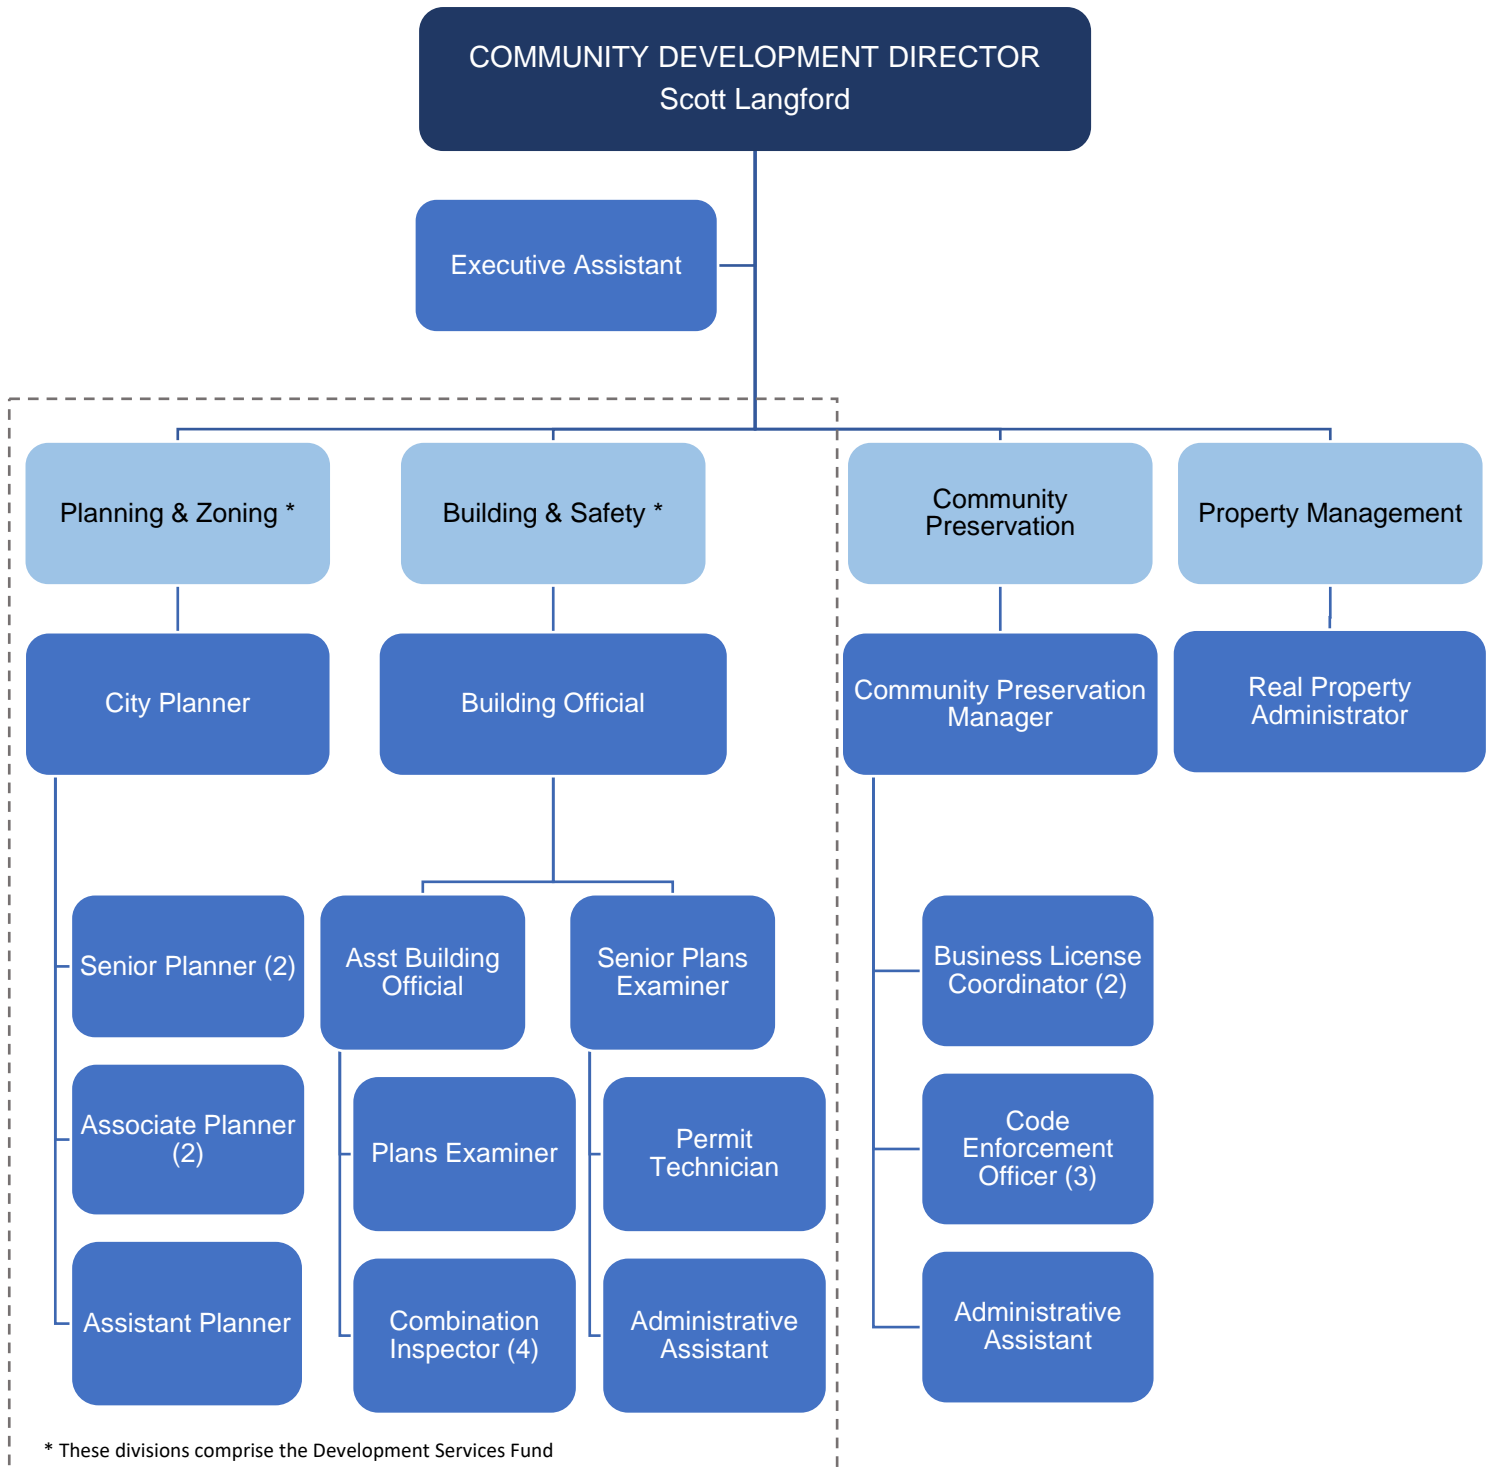 COMMUNITY DEVELOPMENT DIRECTOR
Scott Langford
Executive Assistant
Planning & Zoning *
Building & Safety *
Community
Preservation
Property Management
City Planner
Building Official
Community Preservation
Manager
Real Property
Administrator
Senior Planner (2)
Asst Building
Official
Senior Plans
Examiner
Business License
Coordinator (2)
Associate Planner
(2)
Plans Examiner
Permit
Technician
Code
Enforcement
Officer (3)
Assistant Planner
Combination
Inspector (4)
Administrative
Assistant
Administrative
Assistant
* These divisions comprise the Development Services Fund